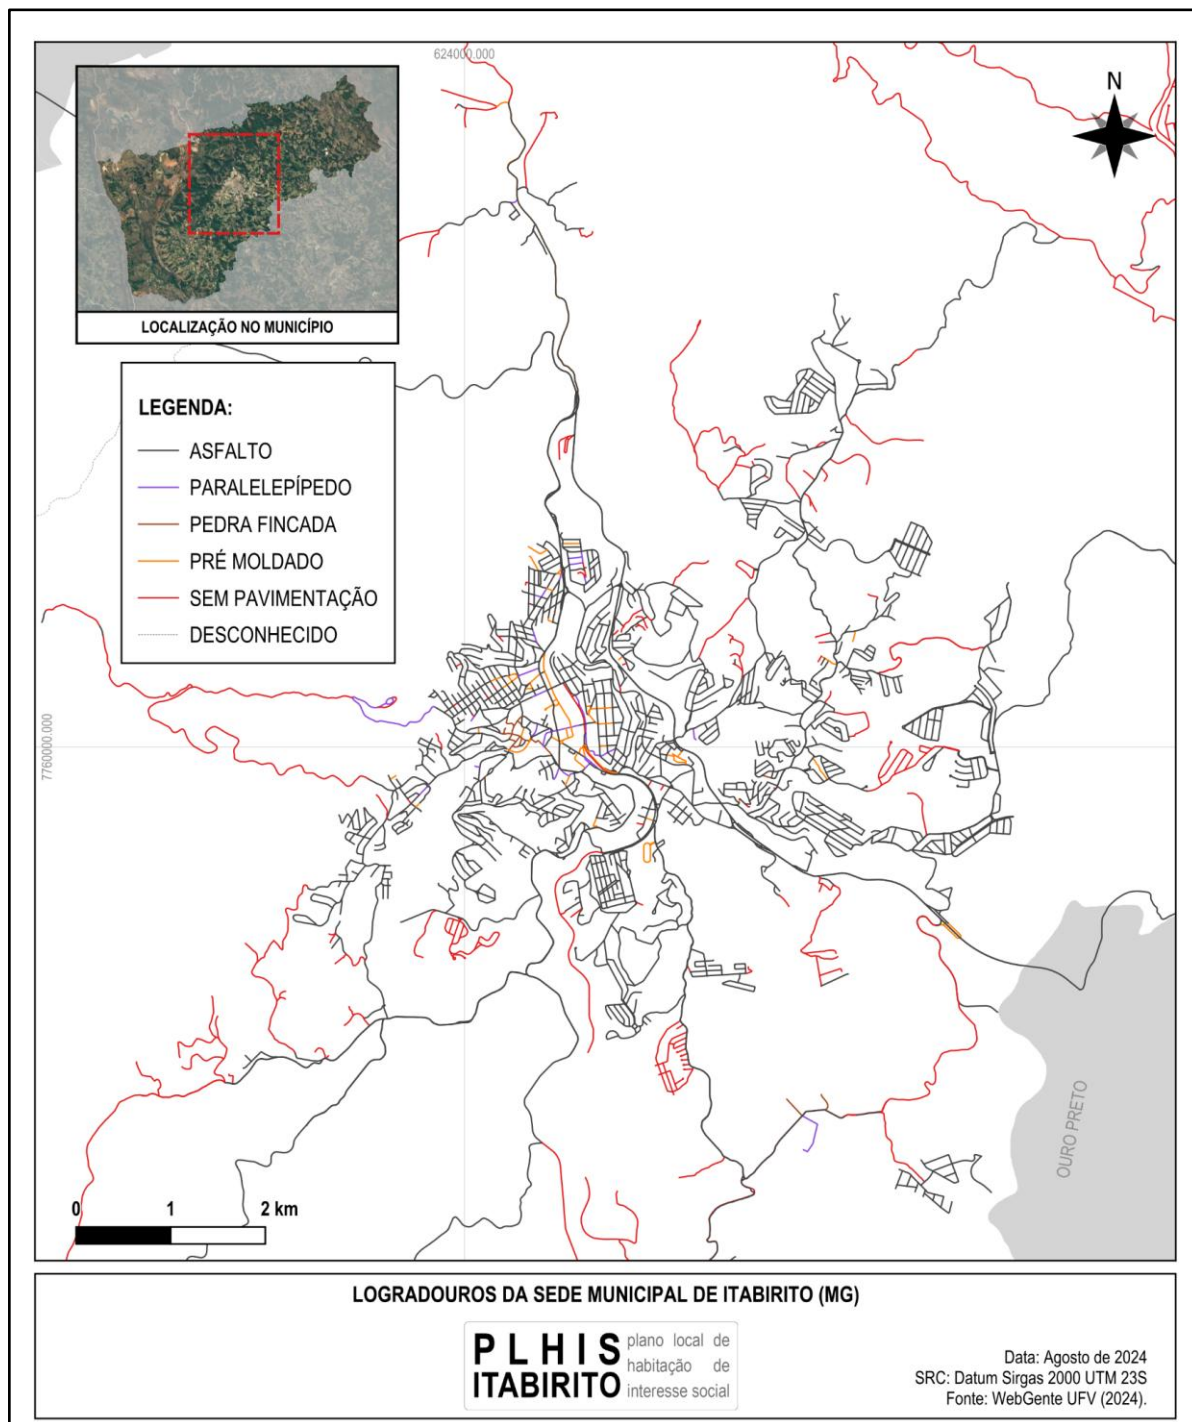 624000.000
N
LOCALIZAÇÃO NO MUNICÍPIO
LEGENDA:
ASFALTO
PARALELEPÍPEDO
PEDRA FINCADA
PRÉ MOLDADO
SEM PAVIMENTAÇÃO
DESCONHECIDO
7760000.000
OURO PRETO
0 1 2 km
LOGRADOUROS DA SEDE MUNICIPAL DE ITABIRITO (MG)
PLHIS
ITABIRITO
plano local de
habitação de
interesse social
Data: Agosto de 2024
SRC: Datum Sirgas 2000 UTM 23S
Fonte: WebGente UFV (2024).